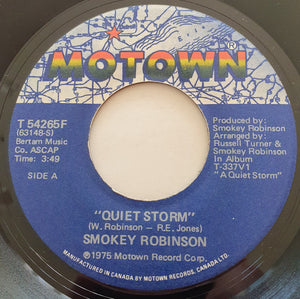 MOTOWN®
T 54265F
(63148-S)
Bertam Music
Co. ASCAP
Time: 3:49
SIDE A
Produced by:
Smokey Robinson
Arranged by:
Russell Turner &
Smokey Robinson
In Album
T-337V1
"A Quiet Storm"
"QUIET STORM"
(W. Robinson - R.E. Jones)
SMOKEY ROBINSON
℗1975 Motown Record Corp.
MANUFACTURED IN CANADA BY MOTOWN RECORDS, CANADA, LTD.